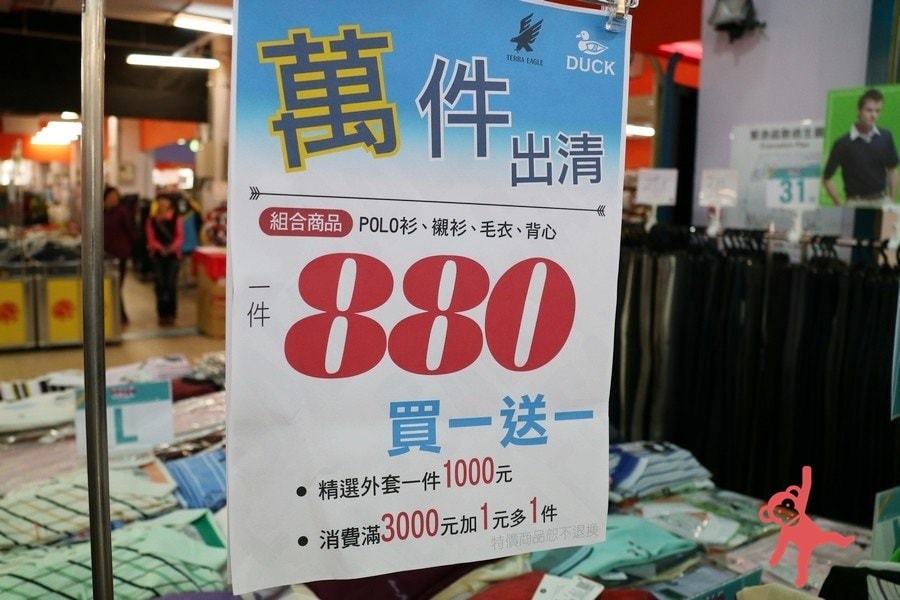 TERRA EAGLE
DUCK
萬件出清
組合商品 POLO衫、襯衫、毛衣、背心
一件 880
買一送一
● 精選外套一件1000元
● 消費滿3000元加1元多1件
特價商品恕不退換
31
L